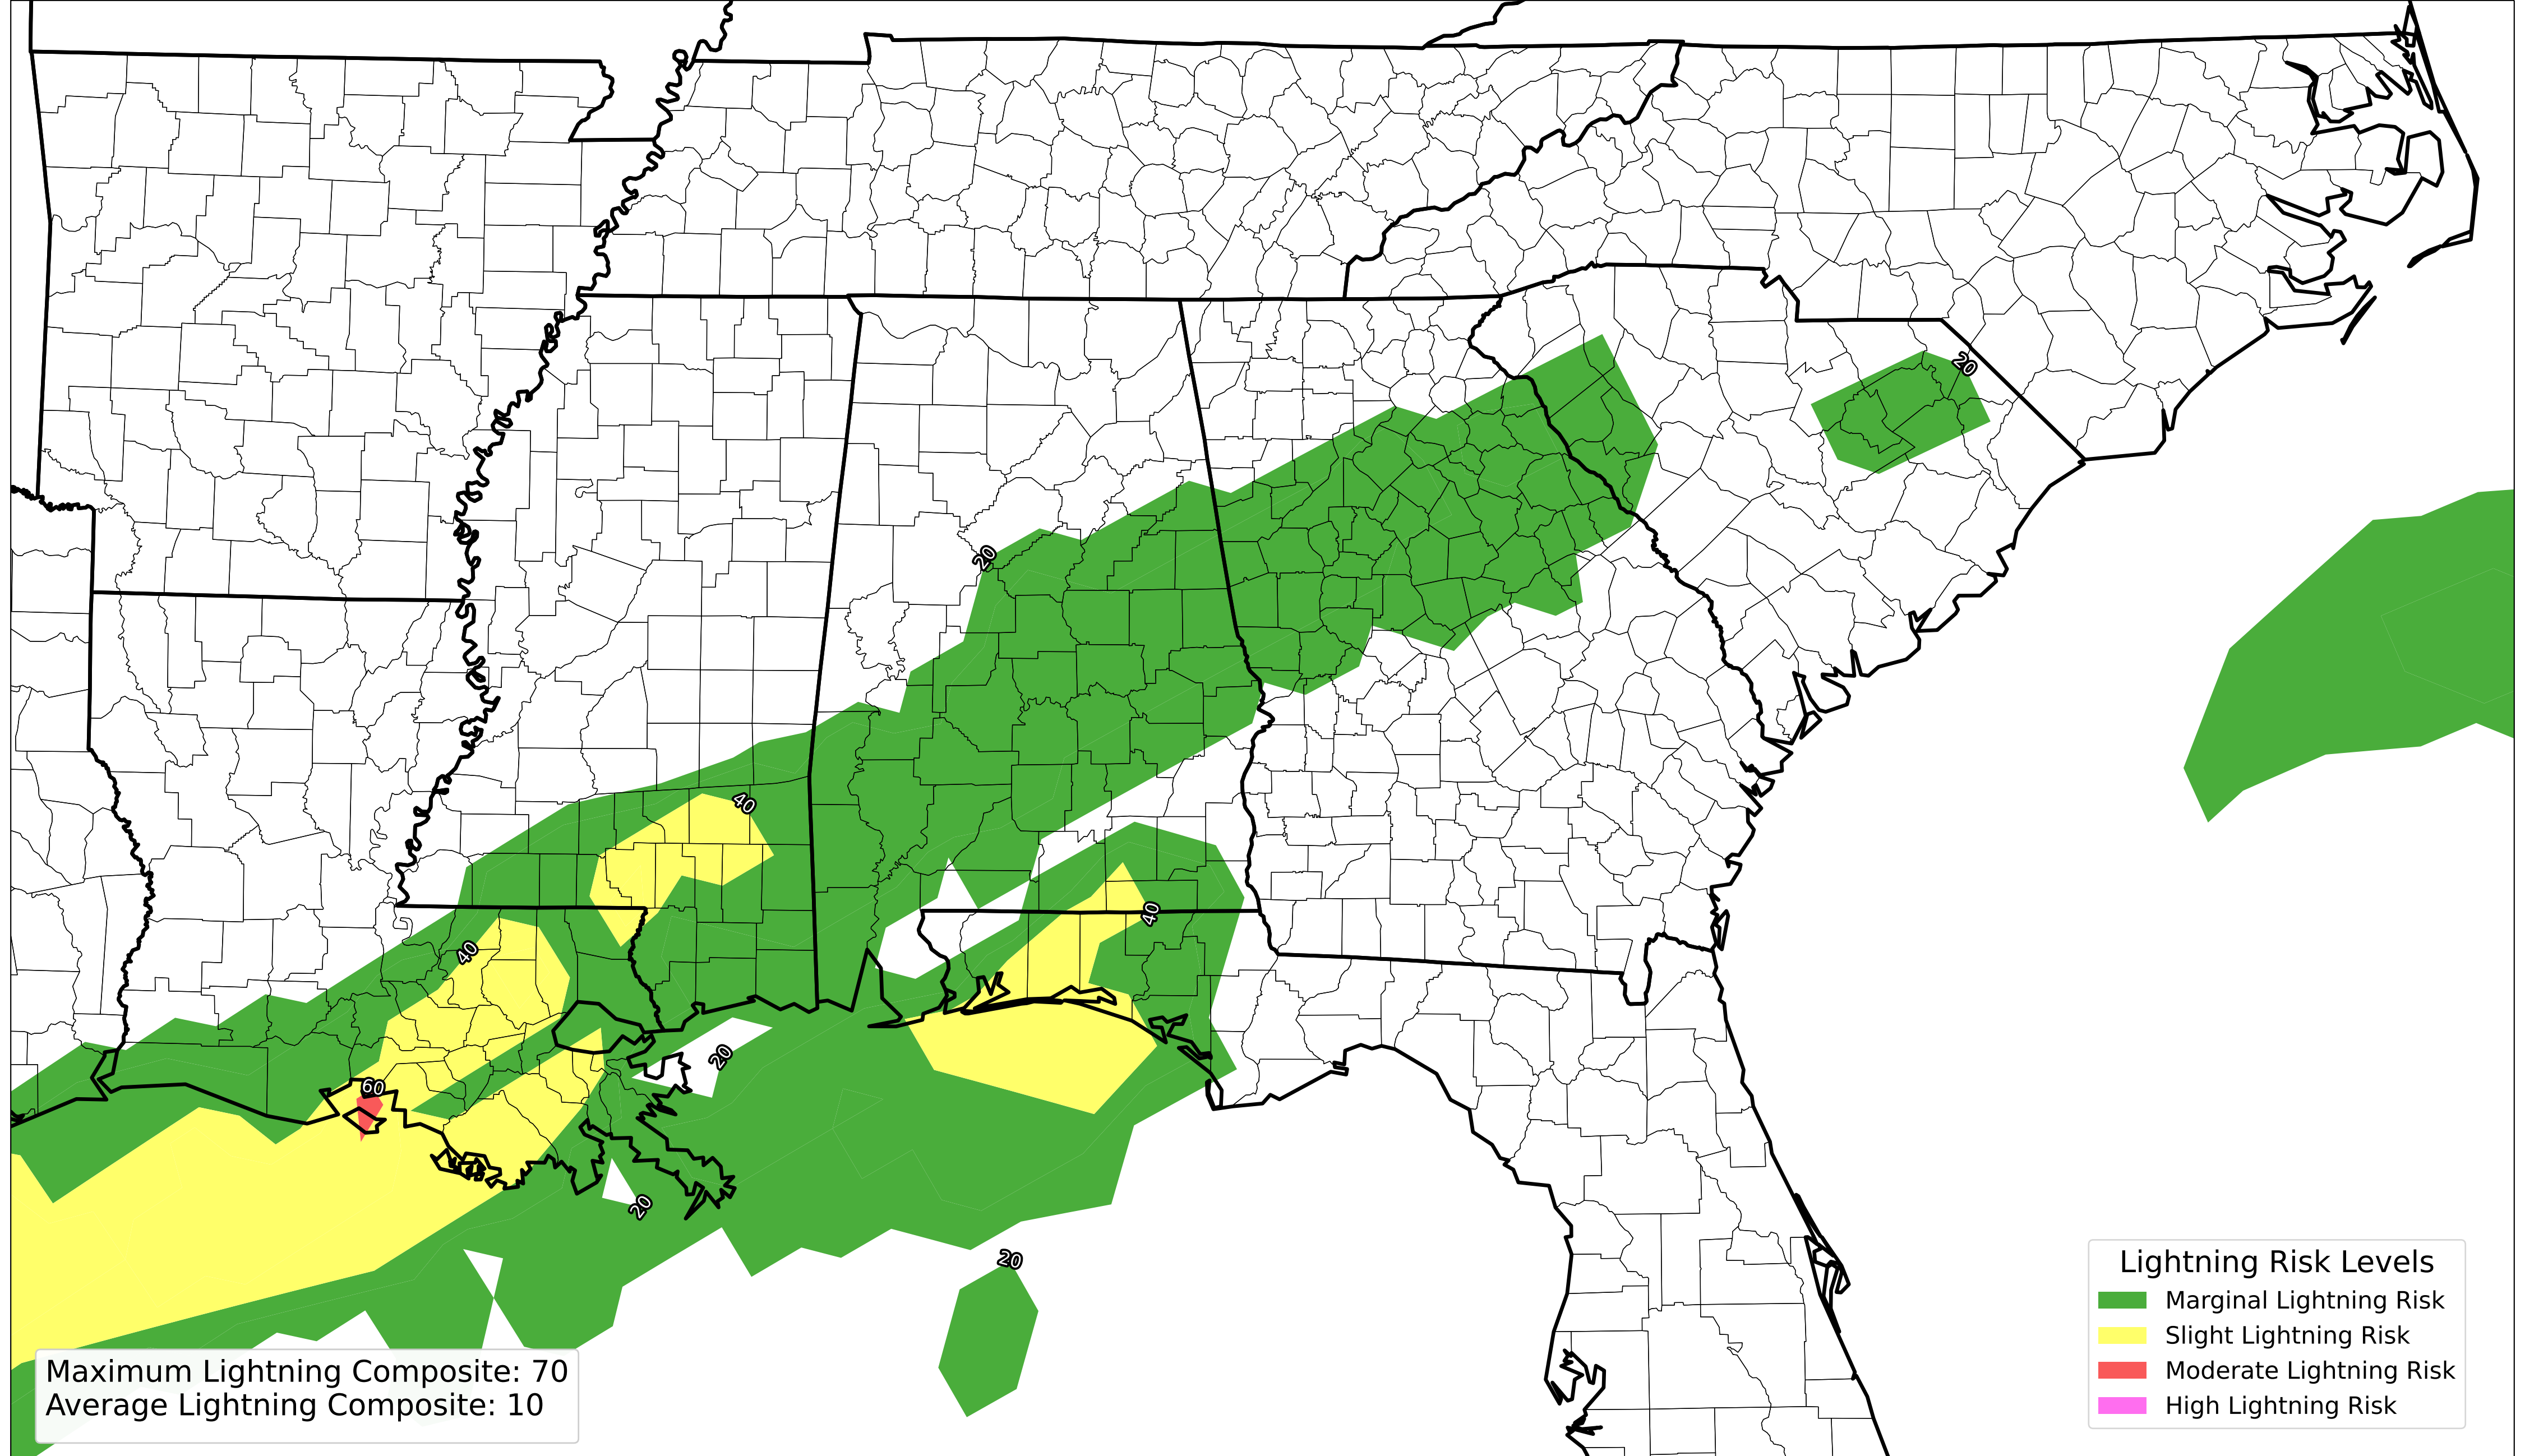 20
20
40
40
40
20
60
20
20
Lightning Risk Levels
Marginal Lightning Risk
Slight Lightning Risk
Moderate Lightning Risk
High Lightning Risk
Maximum Lightning Composite: 70
Average Lightning Composite: 10